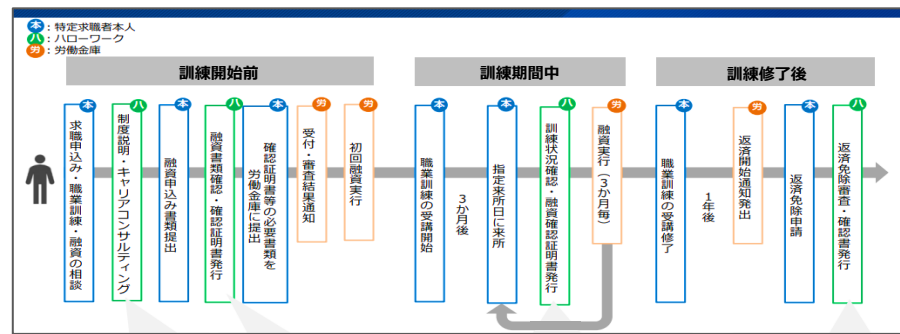 本：特定求職者本人
ハ：ハローワーク
労：労働金庫
訓練開始前
訓練期間中
訓練修了後
本
求職申込み・職業訓練・融資の相談
ハ
制度説明・キャリアコンサルティング
本
融資申込み書類提出
ハ
融資書類確認・確認証明書発行
本
確認証明書等の必要書類を
労働金庫に提出
労
受付・審査結果通知
労
初回融資実行
本
職業訓練の受講開始
３か月後
本
指定来所日に来所
ハ
訓練状況確認・融資確認証明書発行
労
融資実行（３か月毎）
本
職業訓練の受講修了
１年後
労
返済開始通知発出
本
返済免除申請
ハ
返済免除審査・確認書発行